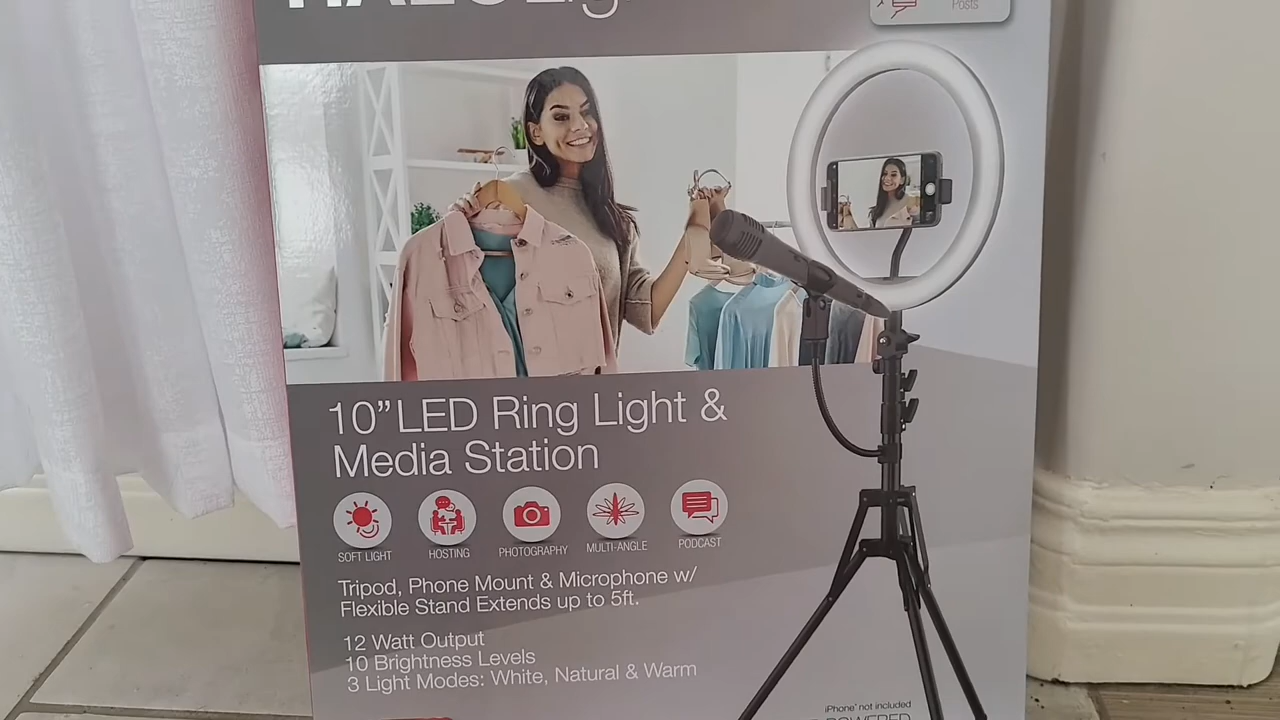 Posts
10” LED Ring Light &
Media Station
SOFT LIGHT
HOSTING
PHOTOGRAPHY
MULTI-ANGLE
PODCAST
Tripod, Phone Mount & Microphone w/
Flexible Stand Extends up to 5ft.
12 Watt Output
10 Brightness Levels
3 Light Modes: White, Natural & Warm
iPhone® not included
POWERED